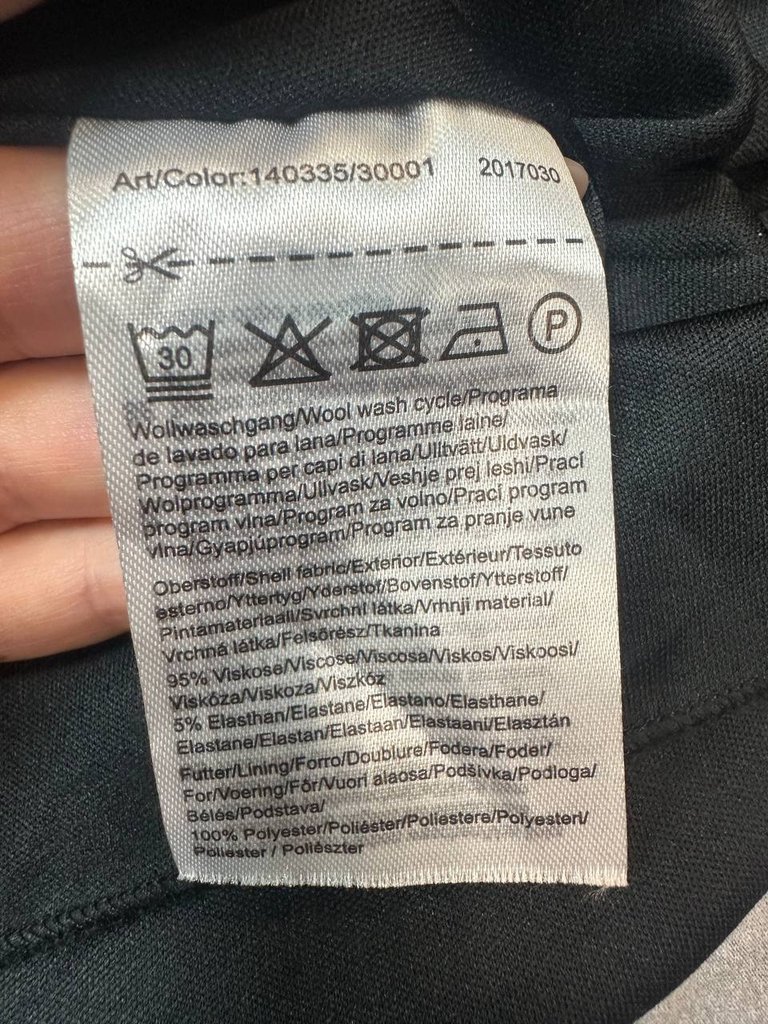 Art/Color:140335/30001 2017030
30 P
Wollwaschgang/Wool wash cycle/Programa
de lavado para lana/Programme laine/
Programma per capi di lana/Ulltvätt/Uldvask/
Wolprogramma/Ullvask/Veshje prej leshi/Prací
program vlna/Program za volno/Prací program
vlna/Gyapjúprogram/Program za pranje vune
Oberstoff/Shell fabric/Exterior/Extérieur/Tessuto
esterno/Yttertyg/Yderstof/Bovenstof/Ytterstoff/
Pintamateriaali/Svrchní látka/Vrhnji material/
Vrchná látka/Felsőrész/Tkanina
95% Viskose/Viscose/Viscosa/Viskos/Viskoosi/
Viskóza/Viskoza/Viszkóz
5% Elasthan/Elastane/Elastano/Elasthane/
Elastane/Elastan/Elastaan/Elastaani/Elasztán
Futter/Lining/Forro/Doublure/Fodera/Foder/
For/Voering/Fôr/Vuori alaosa/Podšívka/Podloga/
Bélés/Podstava/
100% Polyester/Poliéster/Poliestere/Polyesteri/
Poliester / Poliészter